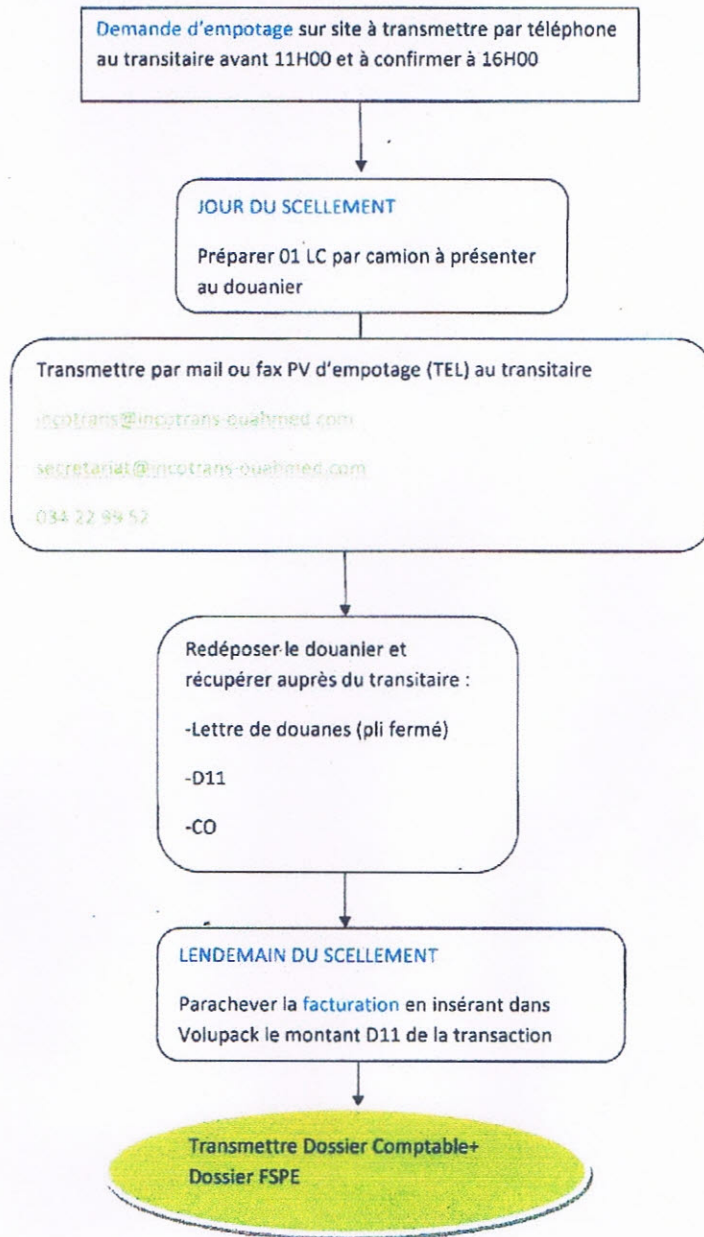 Demande d'empotage sur site à transmettre par téléphone
au transitaire avant 11H00 et à confirmer à 16H00
JOUR DU SCELLEMENT
Préparer 01 LC par camion à présenter
au douanier
Transmettre par mail ou fax PV d'empotage (TEL) au transitaire
incotrans@incotrans-ouahmed.com
secretariat@incotrans-ouahmed.com
034 22 99 52
Redéposer le douanier et
récupérer auprès du transitaire :
-Lettre de douanes (pli fermé)
-D11
-CO
LENDEMAIN DU SCELLEMENT
Parachever la facturation en insérant dans
Volupack le montant D11 de la transaction
Transmettre Dossier Comptable+
Dossier FSPE